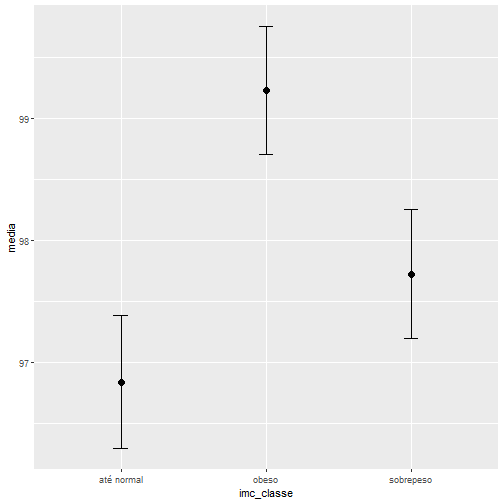 99
98
97
media
até normal
obeso
sobrepeso
imc_classe